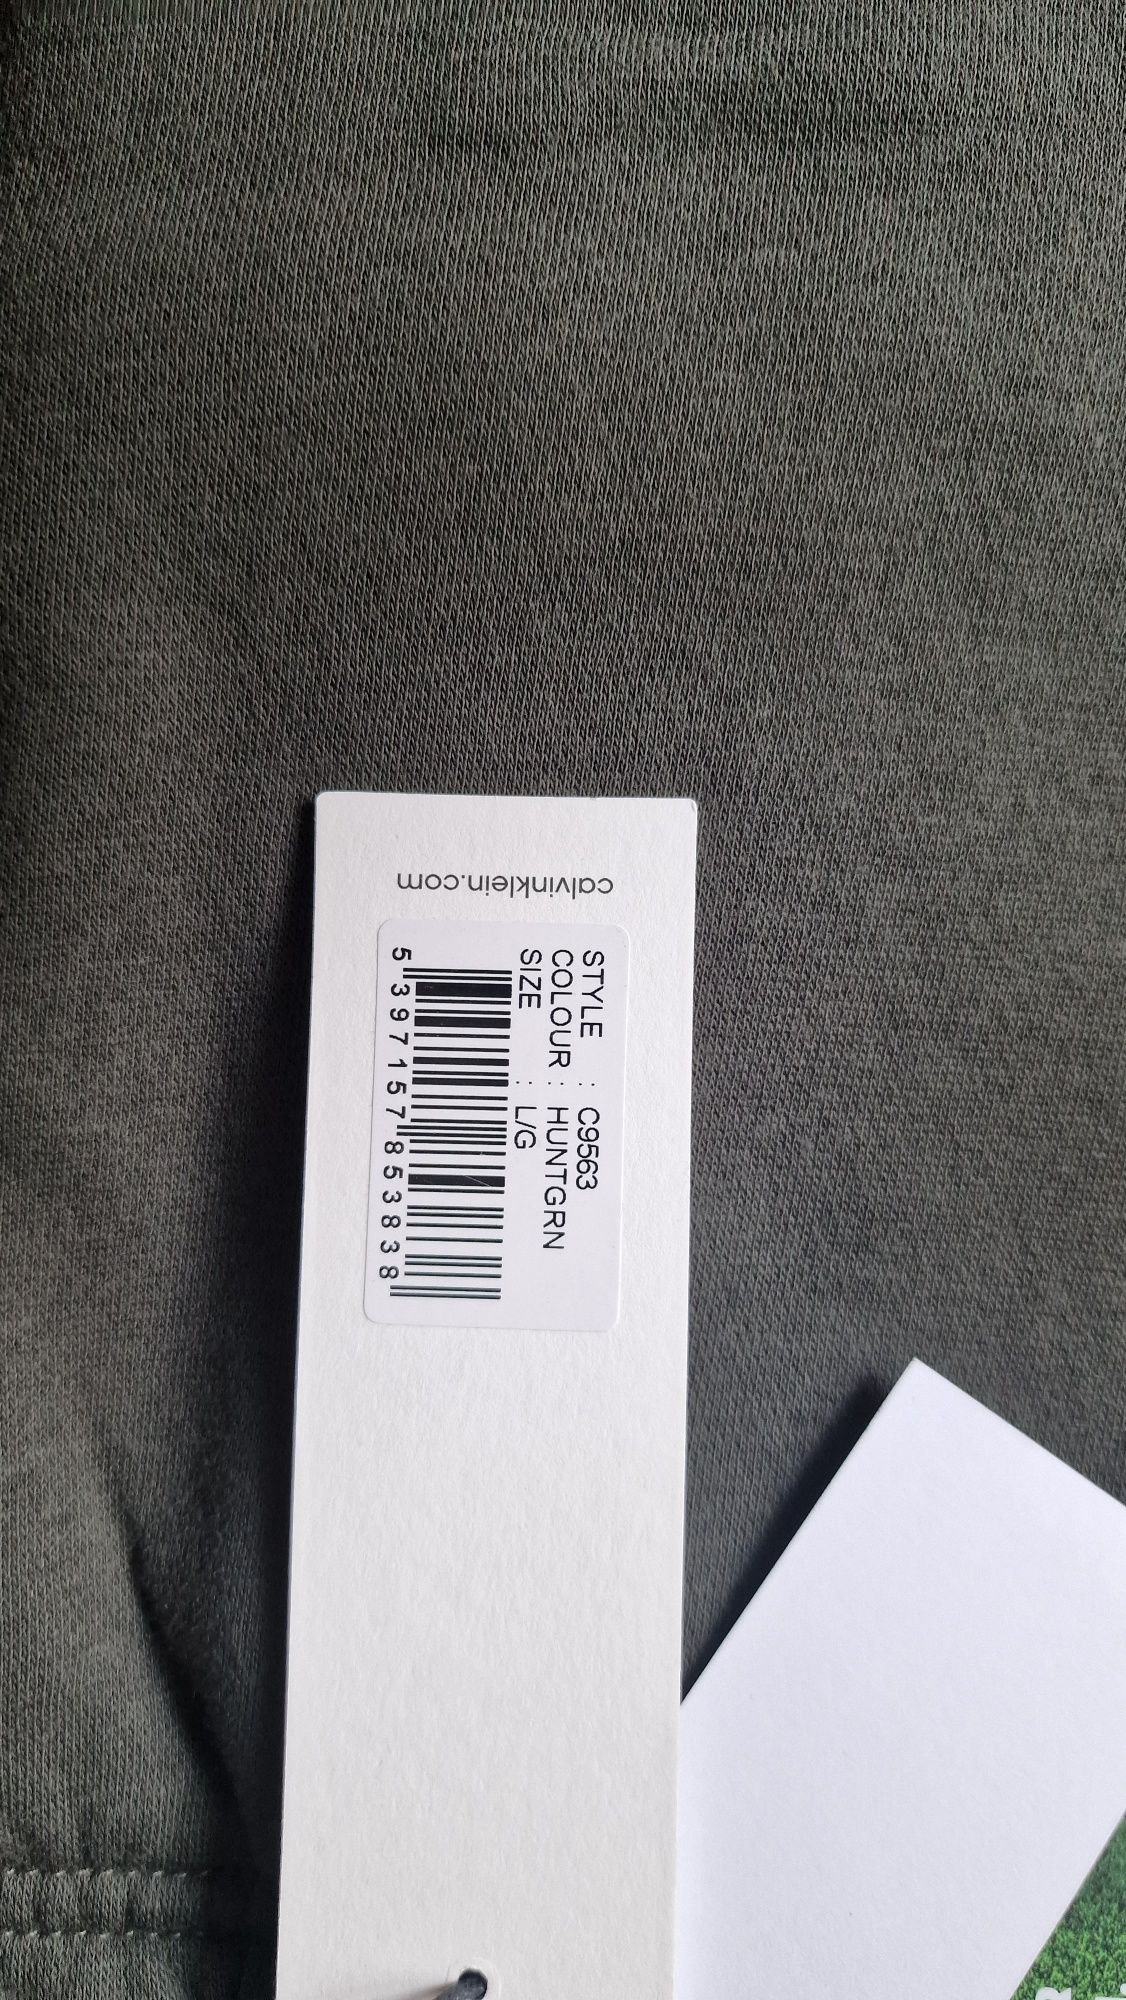 calvinklein.com
STYLE : C9563
COLOUR : HUNTGRN
SIZE : L/G
5 397157 853838